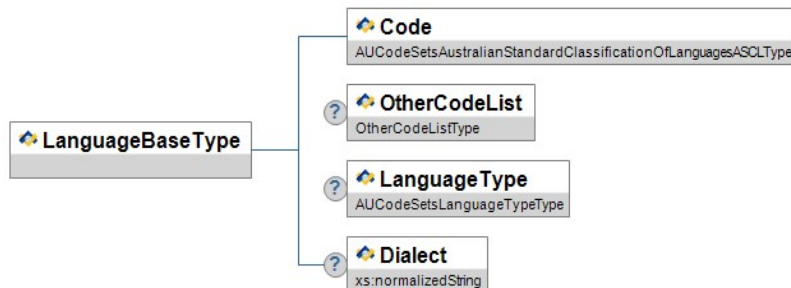 Code
AUCodeSetsAustralianStandardClassificationOfLanguagesASCLType
?
OtherCodeList
OtherCodeListType
LanguageBaseType
?
LanguageType
AUCodeSetsLanguageTypeType
?
Dialect
xs:normalizedString